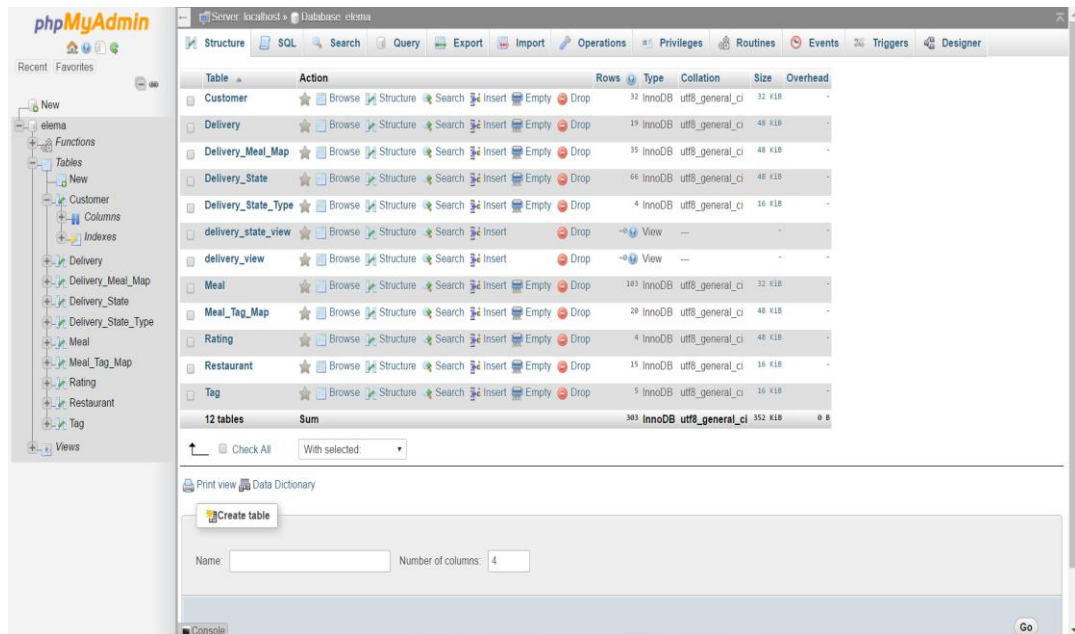 phpMyAdmin
Recent Favorites
New
elema
Functions
Tables
New
Customer
Columns
Indexes
Delivery
Delivery_Meal_Map
Delivery_State
Delivery_State_Type
Meal
Meal_Tag_Map
Rating
Restaurant
Tag
Views
Server: localhost » Database: elema
Structure SQL Search Query Export Import Operations Privileges Routines Events Triggers Designer
Table Action Rows Type Collation Size Overhead
Customer Browse Structure Search Insert Empty Drop 32 InnoDB utf8_general_ci 32 KiB -
Delivery Browse Structure Search Insert Empty Drop 19 InnoDB utf8_general_ci 48 KiB -
Delivery_Meal_Map Browse Structure Search Insert Empty Drop 35 InnoDB utf8_general_ci 48 KiB -
Delivery_State Browse Structure Search Insert Empty Drop 66 InnoDB utf8_general_ci 48 KiB -
Delivery_State_Type Browse Structure Search Insert Empty Drop 4 InnoDB utf8_general_ci 16 KiB -
delivery_state_view Browse Structure Search Insert Drop ~0 View --- - -
delivery_view Browse Structure Search Insert Drop ~0 View --- - -
Meal Browse Structure Search Insert Empty Drop 103 InnoDB utf8_general_ci 32 KiB -
Meal_Tag_Map Browse Structure Search Insert Empty Drop 20 InnoDB utf8_general_ci 48 KiB -
Rating Browse Structure Search Insert Empty Drop 4 InnoDB utf8_general_ci 48 KiB -
Restaurant Browse Structure Search Insert Empty Drop 15 InnoDB utf8_general_ci 16 KiB -
Tag Browse Structure Search Insert Empty Drop 5 InnoDB utf8_general_ci 16 KiB -
12 tables Sum 303 InnoDB utf8_general_ci 352 KiB 0 B
Check All With selected:
Print view Data Dictionary
Create table
Name: Number of columns: 4
Console Go